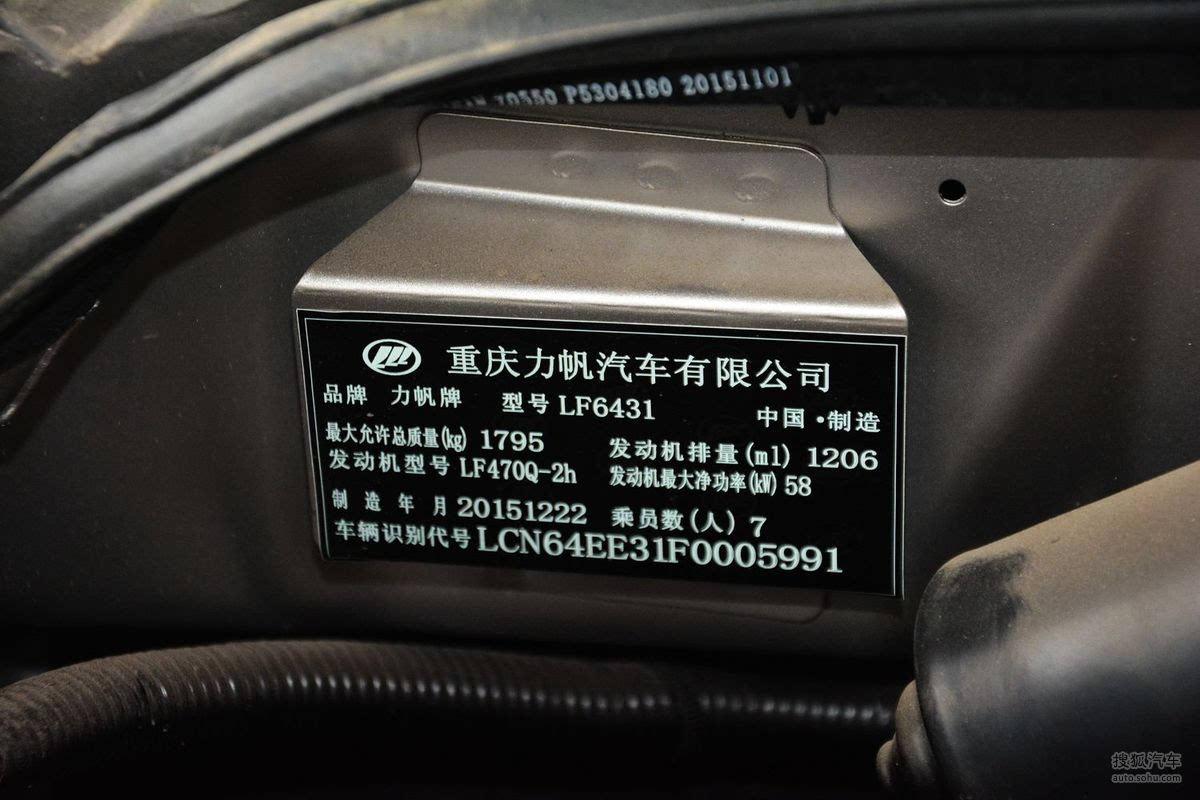 70550 P5304180 20151101
重庆力帆汽车有限公司
品牌 力帆牌 型号 LF6431 中国·制造
最大允许总质量(kg) 1795 发动机排量(ml) 1206
发动机型号 LF470Q-2h 发动机最大净功率(kW) 58
制造年月 20151222 乘员数(人) 7
车辆识别代号 LCN64EE31F0005991
搜狐汽车
auto.sohu.com